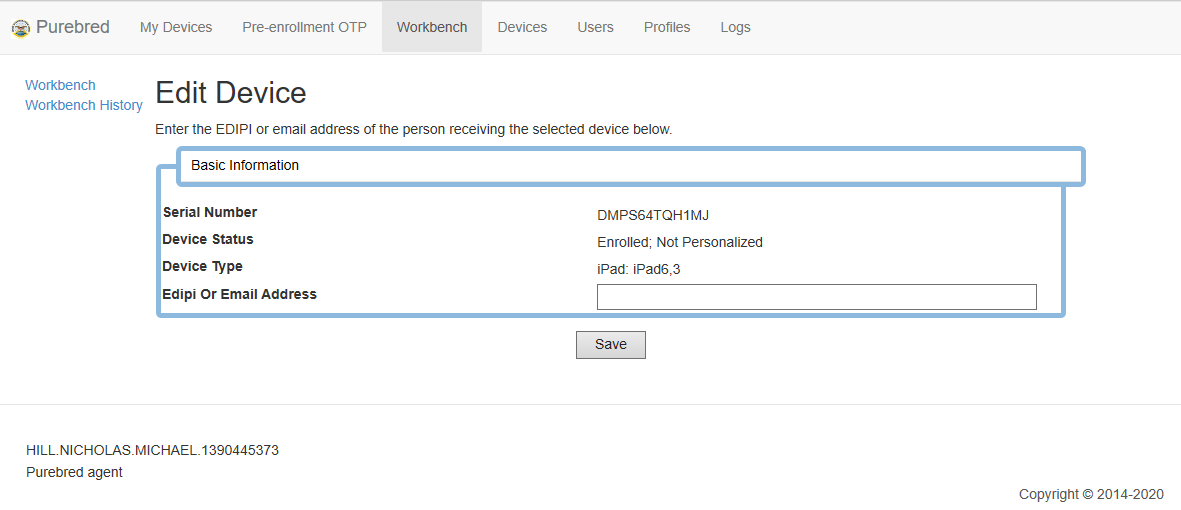 Purebred My Devices Pre-enrollment OTP Workbench Devices Users Profiles Logs
Workbench
Workbench History
Edit Device
Enter the EDIPI or email address of the person receiving the selected device below.
Basic Information
Serial Number DMPS64TQH1MJ
Device Status Enrolled; Not Personalized
Device Type iPad: iPad6,3
Edipi Or Email Address
Save
HILL.NICHOLAS.MICHAEL.1390445373
Purebred agent
Copyright © 2014-2020